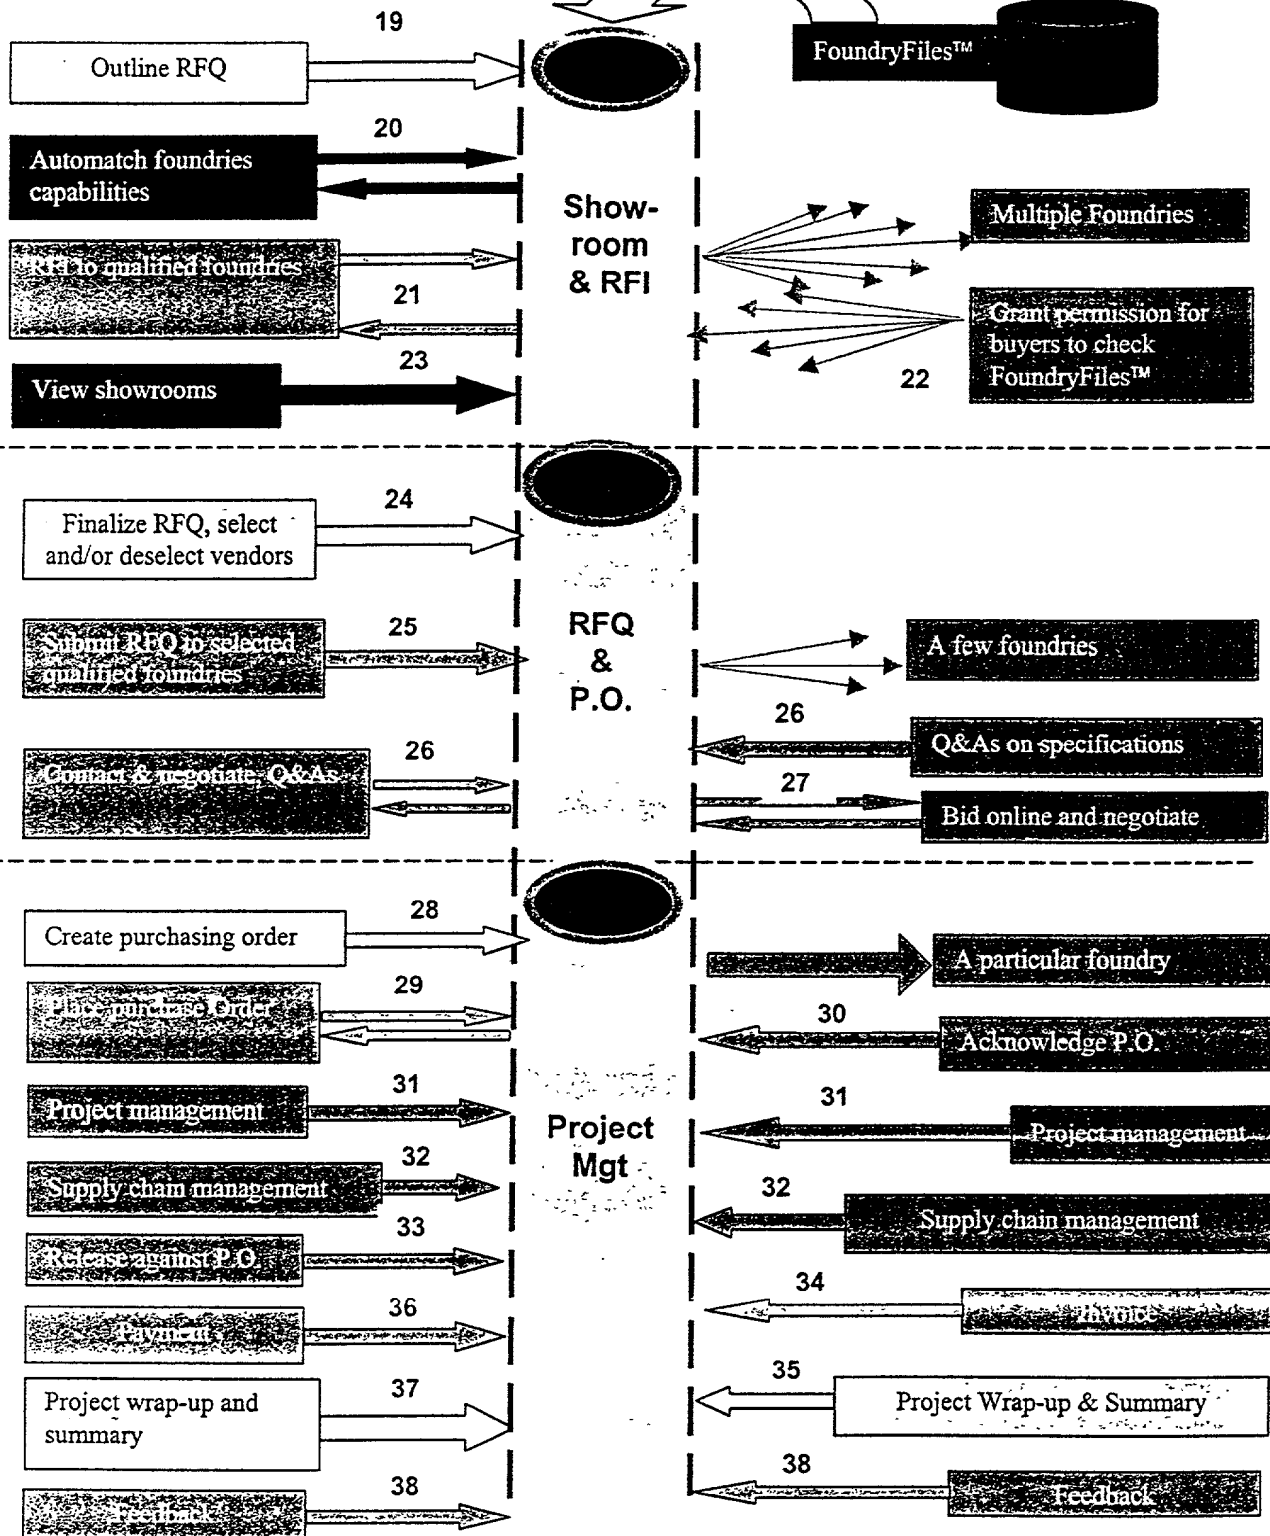 19
Outline RFQ
FoundryFiles™
20
Automatch foundries
capabilities
Show-
room
& RFI
Multiple Foundries
RFI to qualified foundries
21
Grant permission for
buyers to check
FoundryFiles™
22
23
View showrooms
24
Finalize RFQ, select
and/or deselect vendors
25
Submit RFQ to selected
qualified foundries
RFQ
&
P.O.
A few foundries
26
Q&As on specifications
26
Contact & negotiate, Q&As
27
Bid online and negotiate
28
Create purchasing order
A particular foundry
29
Place purchase Order
30
Acknowledge P.O.
31
Project management
Project
Mgt
31
Project management
32
Supply chain management
32
Supply chain management
33
Release against P.O.
34
Invoice
36
Payment
35
Project Wrap-up & Summary
37
Project wrap-up and
summary
38
Feedback
38
Feedback